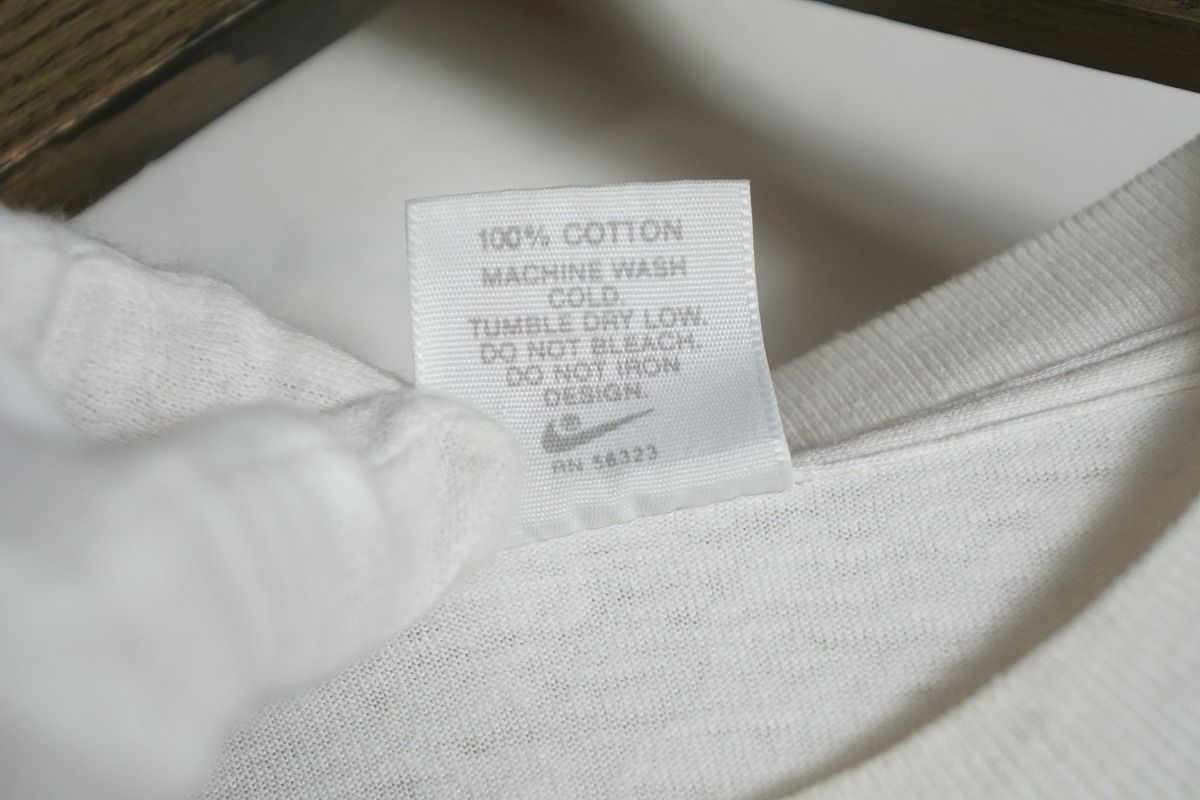 100% COTTON
MACHINE WASH
COLD.
TUMBLE DRY LOW.
DO NOT BLEACH.
DO NOT IRON
DESIGN.
RN 56323